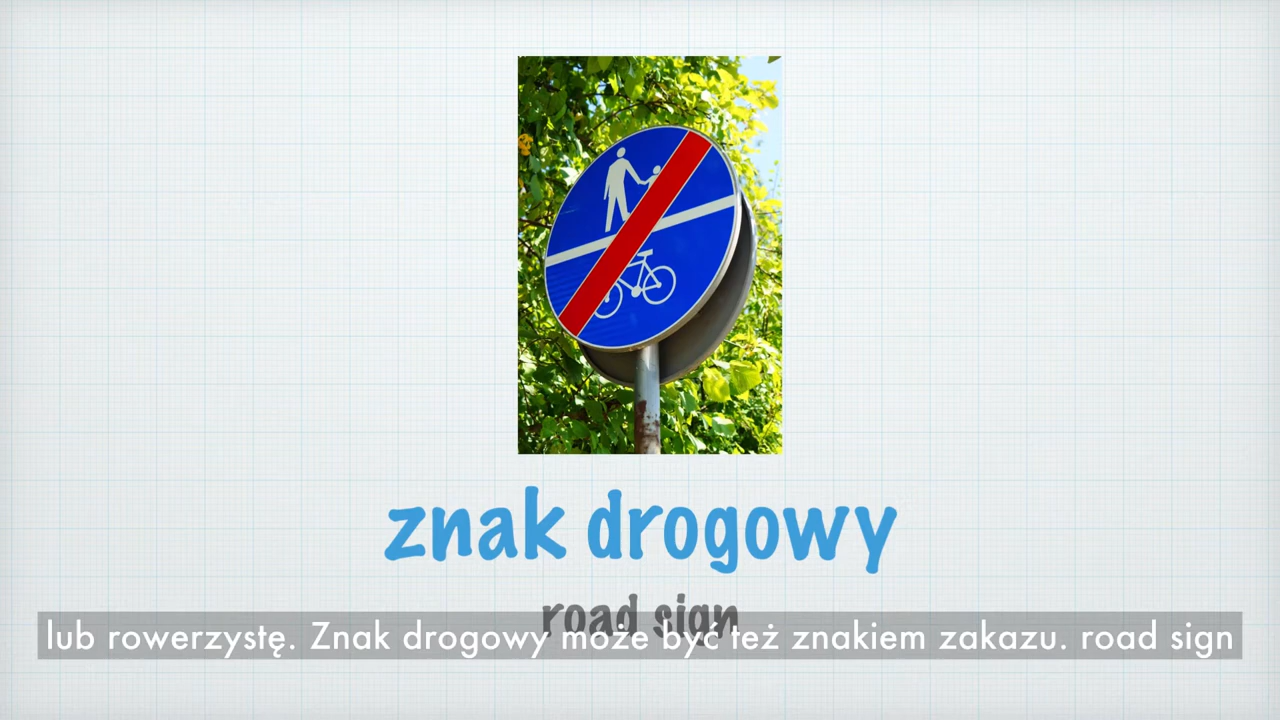 znak drogowy
road sign
lub rowerzystę. Znak drogowy może być też znakiem zakazu. road sign